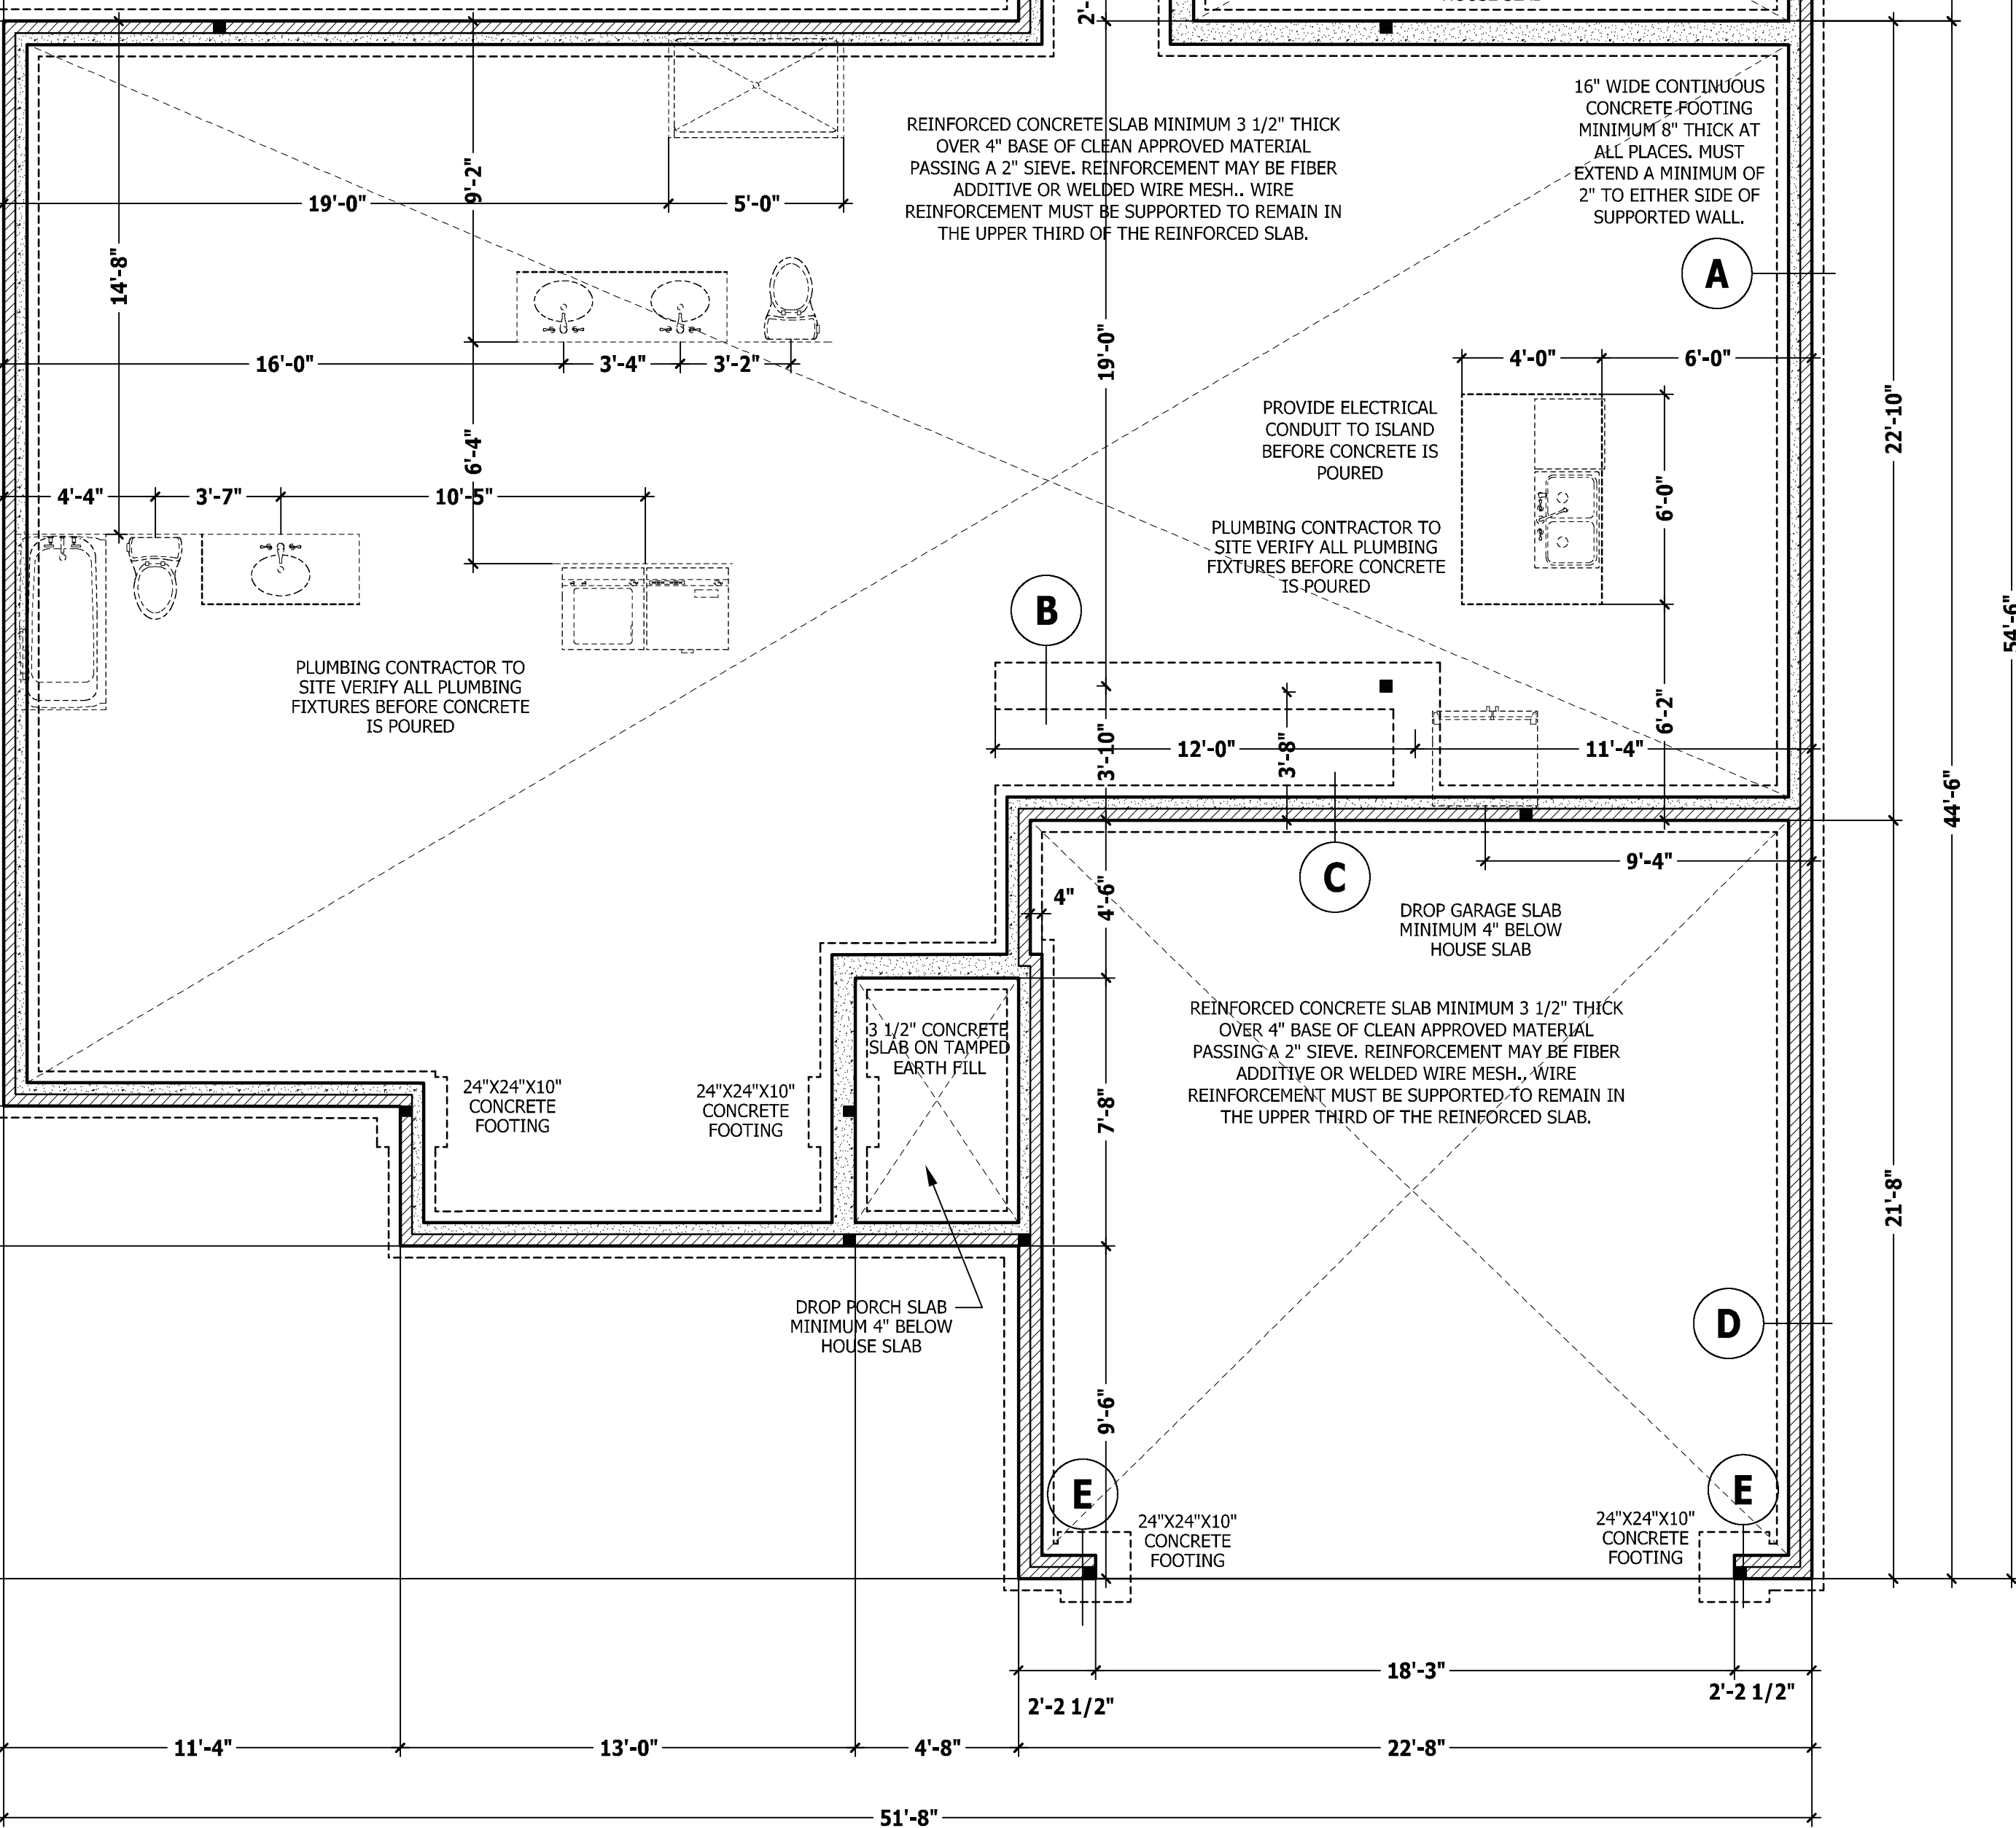 2'-
16" WIDE CONTINUOUS
CONCRETE FOOTING
MINIMUM 8" THICK AT
ALL PLACES. MUST
EXTEND A MINIMUM OF
2" TO EITHER SIDE OF
SUPPORTED WALL.
REINFORCED CONCRETE SLAB MINIMUM 3 1/2" THICK
OVER 4" BASE OF CLEAN APPROVED MATERIAL
PASSING A 2" SIEVE. REINFORCEMENT MAY BE FIBER
ADDITIVE OR WELDED WIRE MESH.. WIRE
REINFORCEMENT MUST BE SUPPORTED TO REMAIN IN
THE UPPER THIRD OF THE REINFORCED SLAB.
9'-2"
19'-0"
5'-0"
14'-8"
A
19'-0"
16'-0"
3'-4"
3'-2"
4'-0"
6'-0"
22'-10"
PROVIDE ELECTRICAL
CONDUIT TO ISLAND
BEFORE CONCRETE IS
POURED
6'-4"
4'-4"
3'-7"
10'-5"
6'-0"
PLUMBING CONTRACTOR TO
SITE VERIFY ALL PLUMBING
FIXTURES BEFORE CONCRETE
IS POURED
B
54'-6"
PLUMBING CONTRACTOR TO
SITE VERIFY ALL PLUMBING
FIXTURES BEFORE CONCRETE
IS POURED
6'-2"
3'-10"
12'-0"
3'-8"
11'-4"
44'-6"
9'-4"
C
4"
4'-6"
DROP GARAGE SLAB
MINIMUM 4" BELOW
HOUSE SLAB
REINFORCED CONCRETE SLAB MINIMUM 3 1/2" THICK
OVER 4" BASE OF CLEAN APPROVED MATERIAL
PASSING A 2" SIEVE. REINFORCEMENT MAY BE FIBER
ADDITIVE OR WELDED WIRE MESH.. WIRE
REINFORCEMENT MUST BE SUPPORTED TO REMAIN IN
THE UPPER THIRD OF THE REINFORCED SLAB.
3 1/2" CONCRETE
SLAB ON TAMPED
EARTH FILL
24"X24"X10"
CONCRETE
FOOTING
24"X24"X10"
CONCRETE
FOOTING
7'-8"
21'-8"
DROP PORCH SLAB
MINIMUM 4" BELOW
HOUSE SLAB
D
9'-6"
E
E
24"X24"X10"
CONCRETE
FOOTING
24"X24"X10"
CONCRETE
FOOTING
18'-3"
2'-2 1/2"
2'-2 1/2"
11'-4"
13'-0"
4'-8"
22'-8"
51'-8"